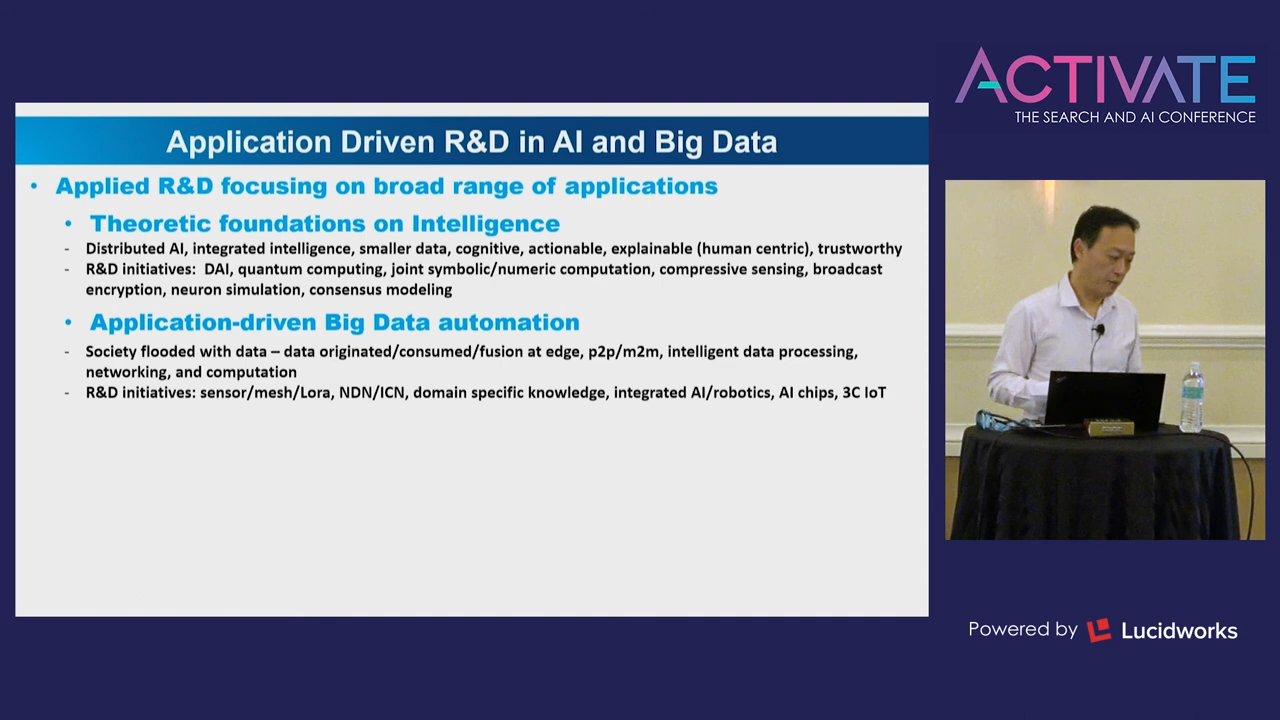 ACTIVATE
THE SEARCH AND AI CONFERENCE
Application Driven R&D in AI and Big Data
• Applied R&D focusing on broad range of applications
• Theoretic foundations on Intelligence
- Distributed AI, integrated intelligence, smaller data, cognitive, actionable, explainable (human centric), trustworthy
- R&D initiatives: DAI, quantum computing, joint symbolic/numeric computation, compressive sensing, broadcast
encryption, neuron simulation, consensus modeling
• Application-driven Big Data automation
- Society flooded with data – data originated/consumed/fusion at edge, p2p/m2m, intelligent data processing,
networking, and computation
- R&D initiatives: sensor/mesh/Lora, NDN/ICN, domain specific knowledge, integrated AI/robotics, AI chips, 3C IoT
Powered by Lucidworks